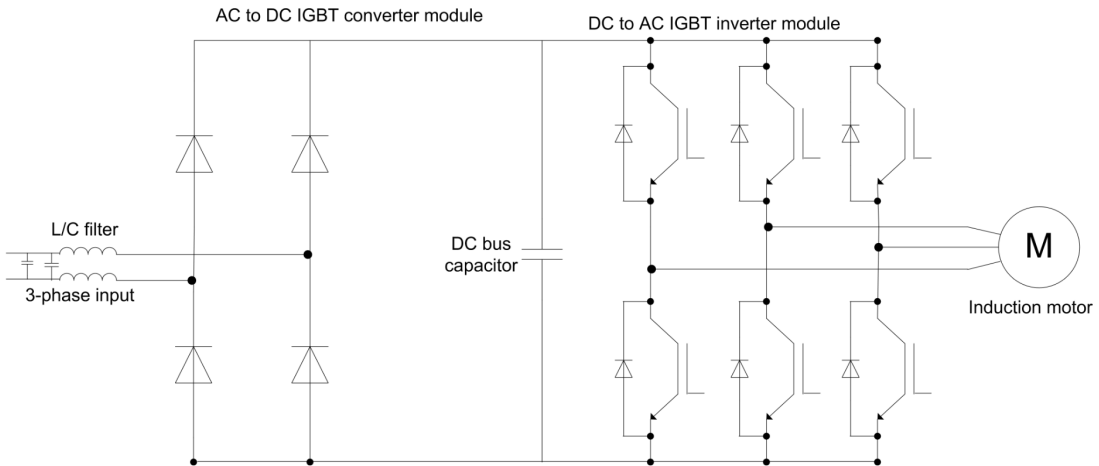 AC to DC IGBT converter module
DC to AC IGBT inverter module
L/C filter
3-phase input
DC bus
capacitor
M
Induction motor